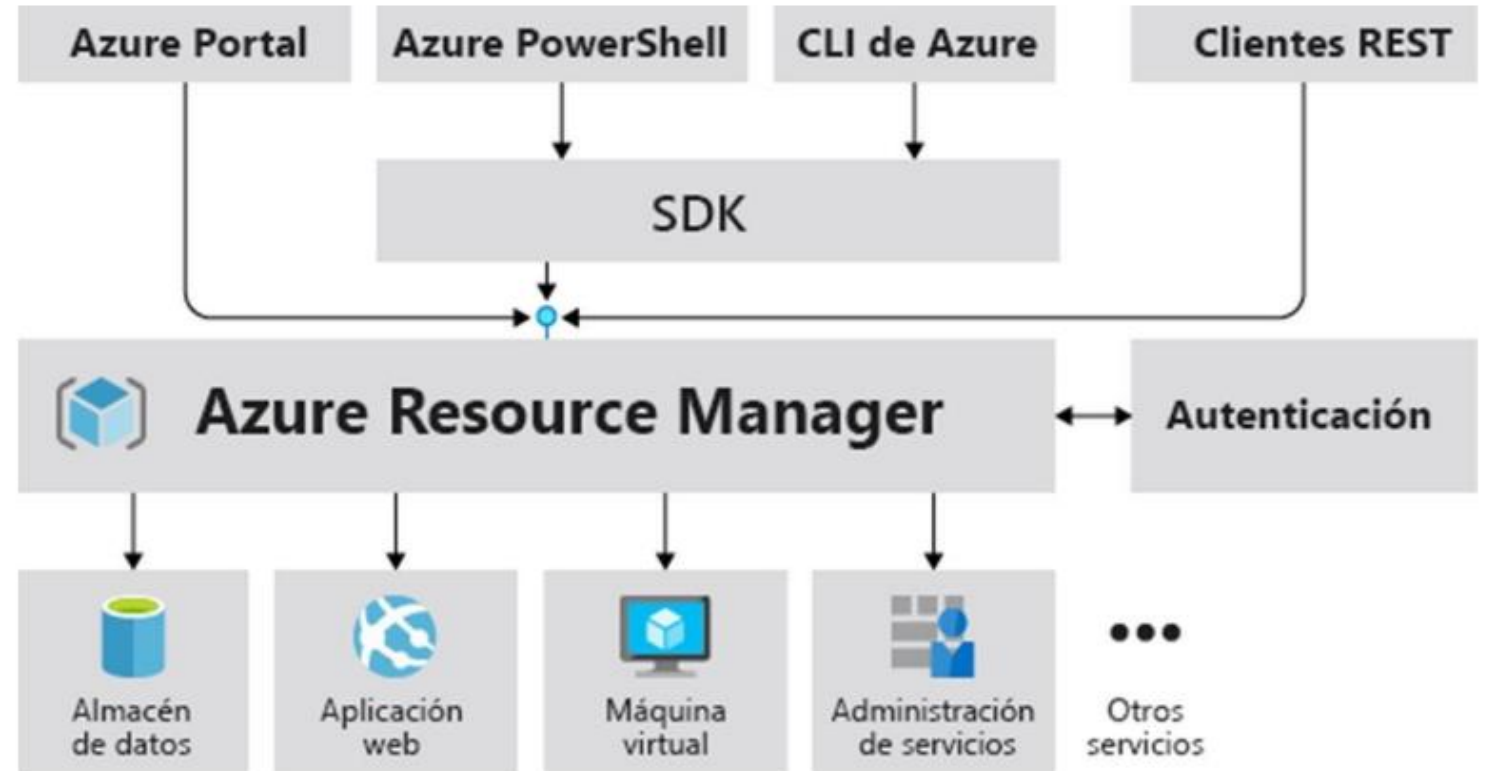 Azure Portal
Azure PowerShell
CLI de Azure
Clientes REST
SDK
Azure Resource Manager
Autenticación
Almacén
de datos
Aplicación
web
Máquina
virtual
Administración
de servicios
Otros
servicios